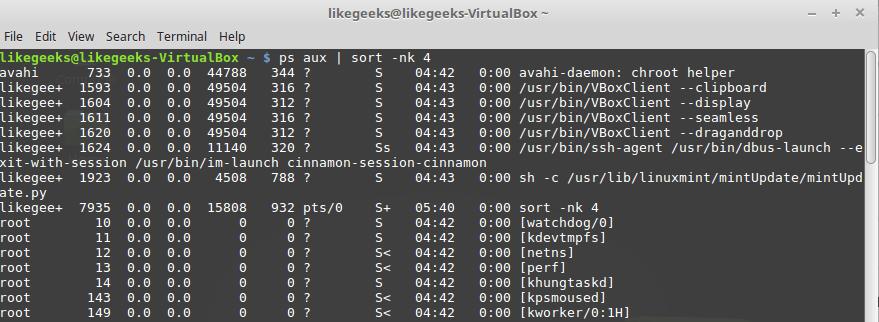 likegeeks@likegeeks-VirtualBox ~
File Edit View Search Terminal Help
likegeeks@likegeeks-VirtualBox ~ $ ps aux | sort -nk 4
avahi      733  0.0  0.0  44788   344 ?        S    04:42   0:00 avahi-daemon: chroot helper
likegee+  1593  0.0  0.0  49504   316 ?        S    04:43   0:00 /usr/bin/VBoxClient --clipboard
likegee+  1604  0.0  0.0  49504   312 ?        S    04:43   0:00 /usr/bin/VBoxClient --display
likegee+  1611  0.0  0.0  49504   316 ?        S    04:43   0:00 /usr/bin/VBoxClient --seamless
likegee+  1620  0.0  0.0  49504   312 ?        S    04:43   0:00 /usr/bin/VBoxClient --draganddrop
likegee+  1624  0.0  0.0  11140   320 ?        Ss   04:43   0:00 /usr/bin/ssh-agent /usr/bin/dbus-launch --e
xit-with-session /usr/bin/im-launch cinnamon-session-cinnamon
likegee+  1923  0.0  0.0   4508   788 ?        S    04:43   0:00 sh -c /usr/lib/linuxmint/mintUpdate/mintUpd
ate.py
likegee+  7935  0.0  0.0  15808   932 pts/0    S+   05:40   0:00 sort -nk 4
root        10  0.0  0.0      0     0 ?        S    04:42   0:00 [watchdog/0]
root        11  0.0  0.0      0     0 ?        S    04:42   0:00 [kdevtmpfs]
root        12  0.0  0.0      0     0 ?        S<   04:42   0:00 [netns]
root        13  0.0  0.0      0     0 ?        S<   04:42   0:00 [perf]
root        14  0.0  0.0      0     0 ?        S    04:42   0:00 [khungtaskd]
root       143  0.0  0.0      0     0 ?        S<   04:42   0:00 [kpsmoused]
root       149  0.0  0.0      0     0 ?        S<   04:42   0:00 [kworker/0:1H]